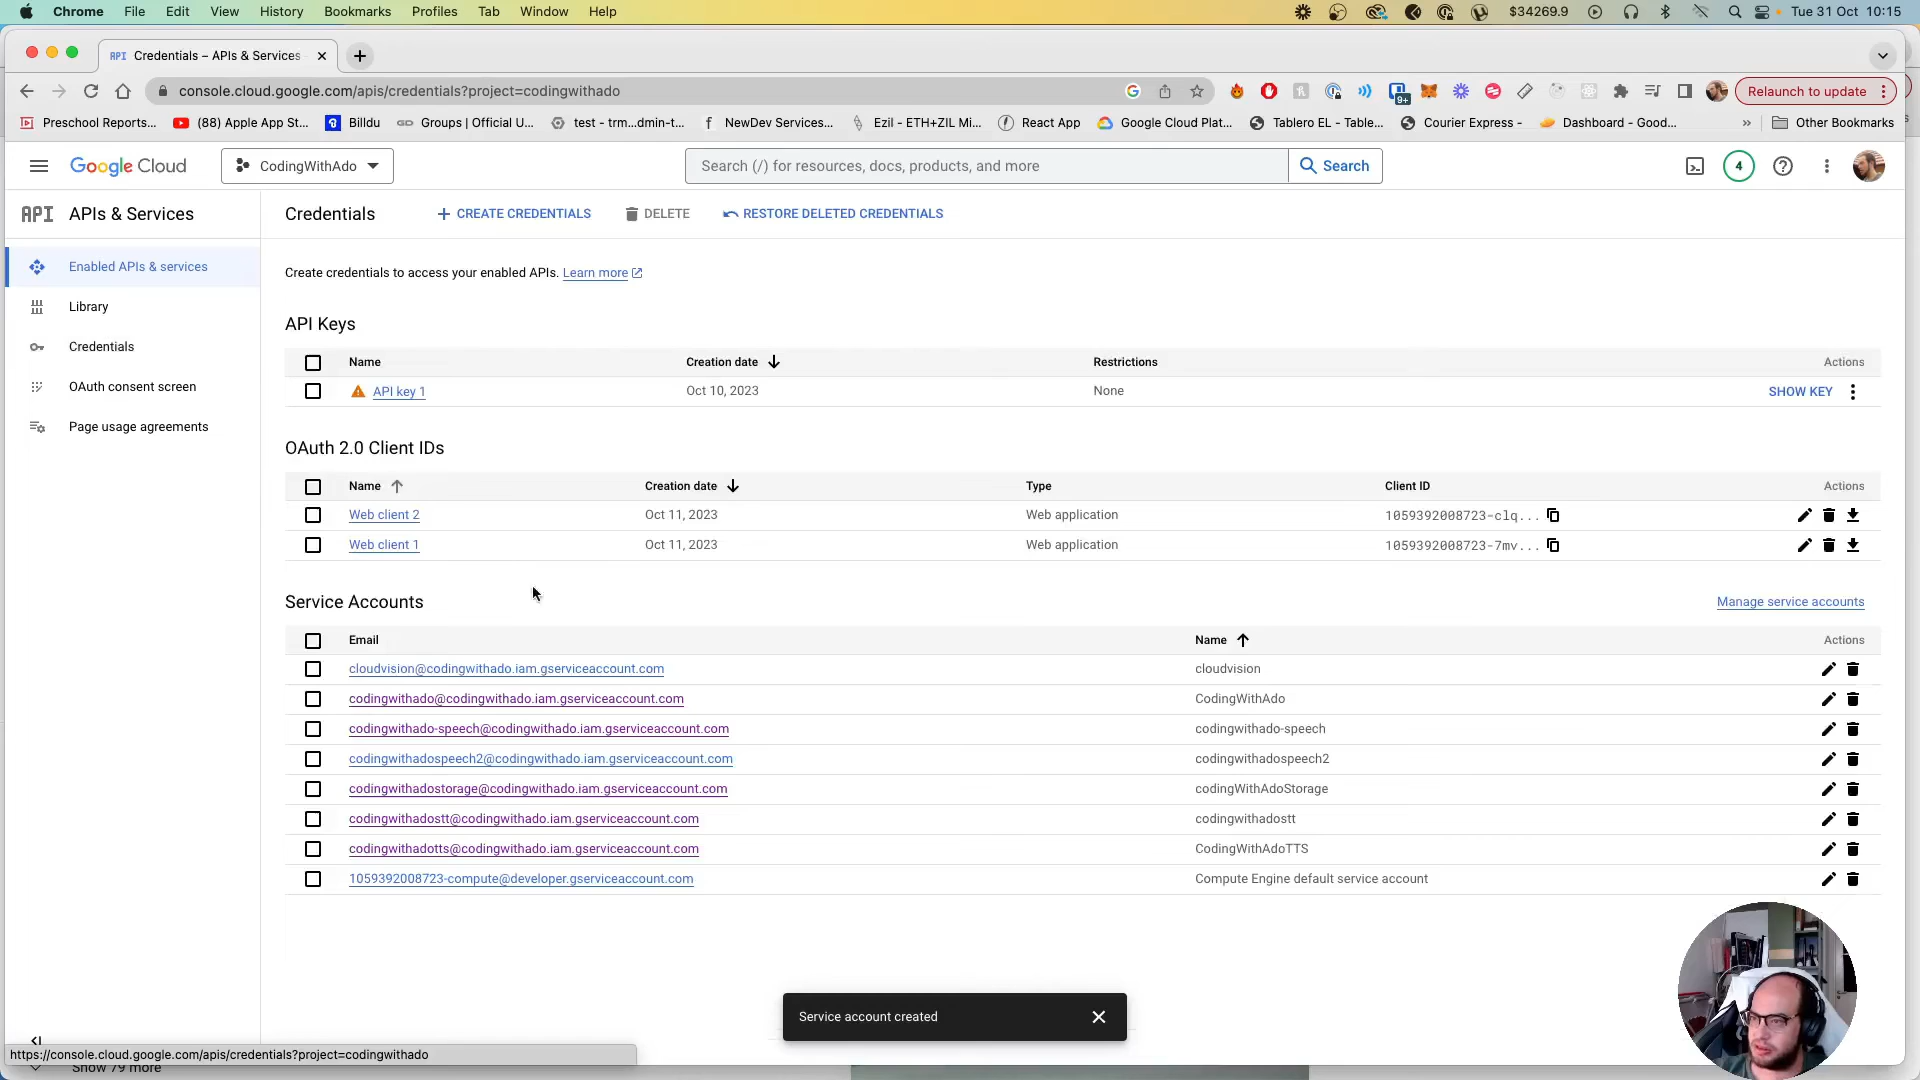 Chrome File Edit View History Bookmarks Profiles Tab Window Help $34269.9 Tue 31 Oct 10:15
API Credentials – APIs & Services
console.cloud.google.com/apis/credentials?project=codingwithado 9+ Relaunch to update
Preschool Reports... (88) Apple App St... Billdu Groups | Official U... test - trm...dmin-t... NewDev Services... Ezil - ETH+ZIL Mi... React App Google Cloud Plat... Tablero EL - Table... Courier Express - Dashboard - Good... » Other Bookmarks
Google Cloud CodingWithAdo Search (/) for resources, docs, products, and more Search 4
API APIs & Services Credentials + CREATE CREDENTIALS DELETE RESTORE DELETED CREDENTIALS
Enabled APIs & services
Library
Credentials
OAuth consent screen
Page usage agreements
Create credentials to access your enabled APIs. Learn more
API Keys
Name Creation date Restrictions Actions
API key 1 Oct 10, 2023 None SHOW KEY
OAuth 2.0 Client IDs
Name Creation date Type Client ID Actions
Web client 2 Oct 11, 2023 Web application 1059392008723-clq...
Web client 1 Oct 11, 2023 Web application 1059392008723-7mv...
Service Accounts Manage service accounts
Email Name Actions
cloudvision@codingwithado.iam.gserviceaccount.com cloudvision
codingwithado@codingwithado.iam.gserviceaccount.com CodingWithAdo
codingwithado-speech@codingwithado.iam.gserviceaccount.com codingwithado-speech
codingwithadospeech2@codingwithado.iam.gserviceaccount.com codingwithadospeech2
codingwithadostorage@codingwithado.iam.gserviceaccount.com codingWithAdoStorage
codingwithadostt@codingwithado.iam.gserviceaccount.com codingwithadostt
codingwithadotts@codingwithado.iam.gserviceaccount.com CodingWithAdoTTS
1059392008723-compute@developer.gserviceaccount.com Compute Engine default service account
Service account created
https://console.cloud.google.com/apis/credentials?project=codingwithado
Show 79 more